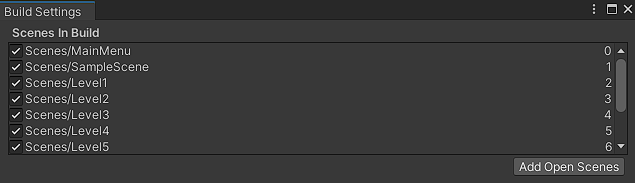 Build Settings
Scenes In Build
Scenes/MainMenu 0
Scenes/SampleScene 1
Scenes/Level1 2
Scenes/Level2 3
Scenes/Level3 4
Scenes/Level4 5
Scenes/Level5 6
Add Open Scenes